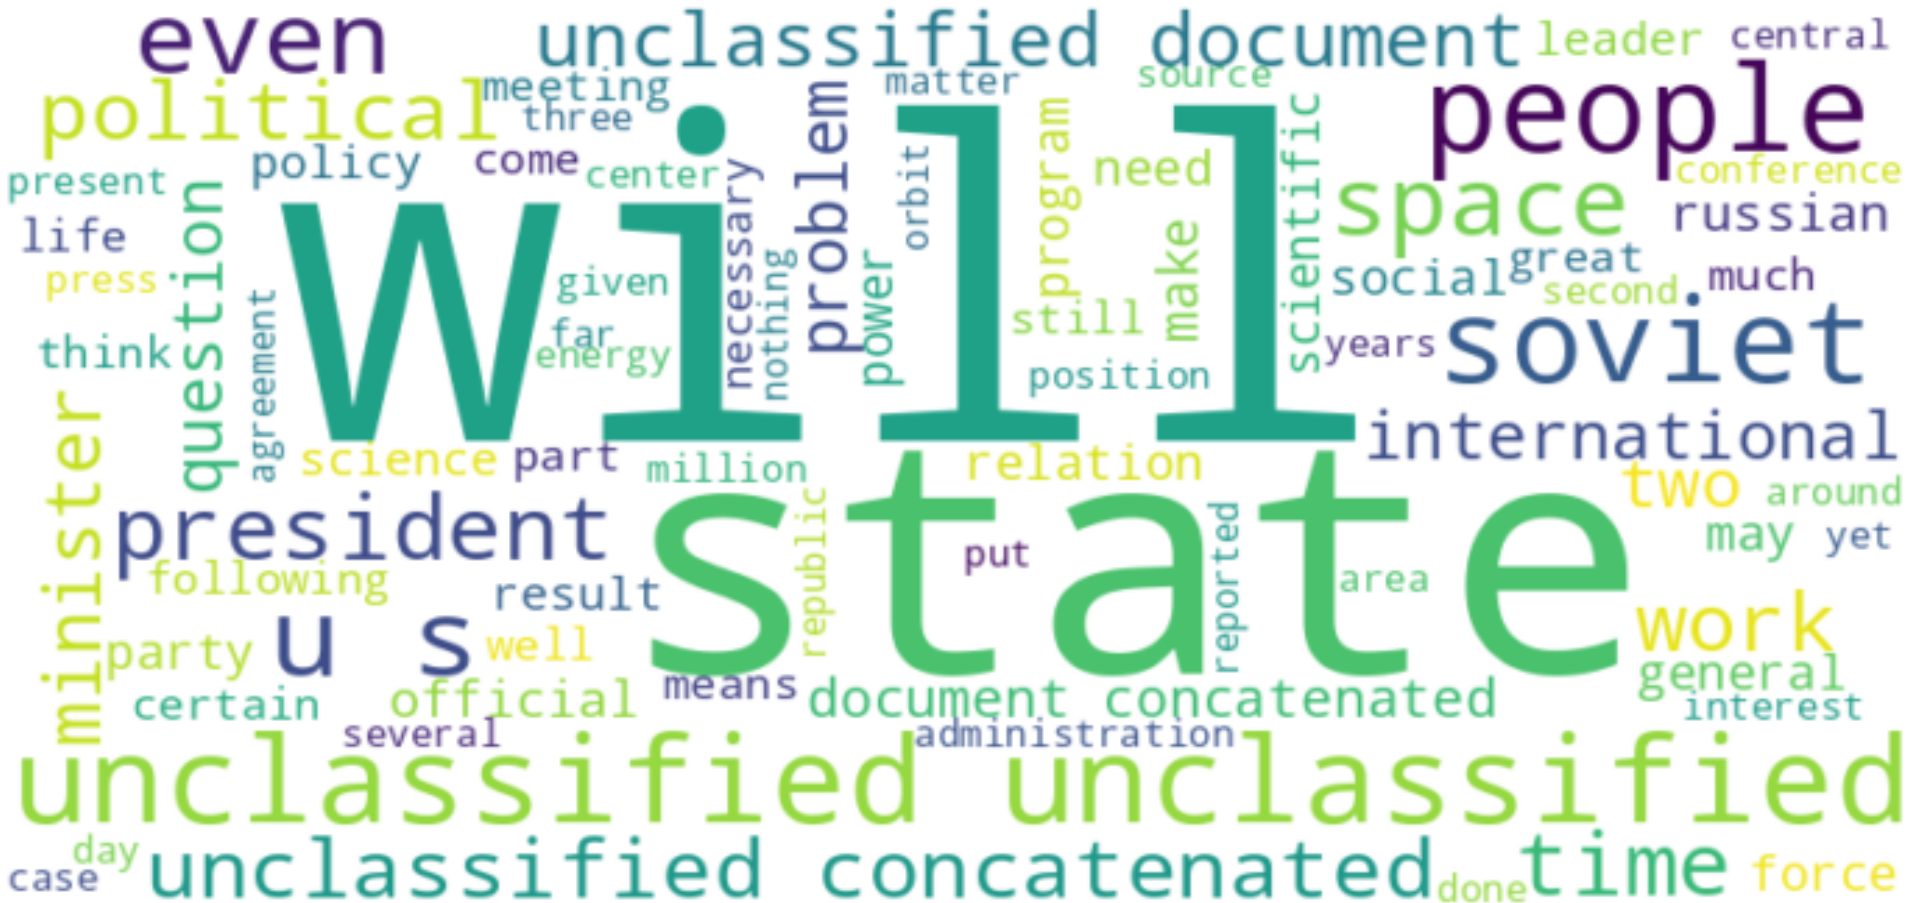 even
unclassified document
leader
central
political
meeting
matter
source
people
three
problem
program
scientific
policy
come
center
need
conference
present
question
necessary
orbit
space
life
will
russian
press
given
nothing
power
make
social
great
much
second
agreement
far
still
think
energy
position
years
soviet
minister
science
part
million
relation
international
two
around
president
state
republic
put
reported
may
yet
following
result
area
party
u s
well
work
general
certain
official
means
document concatenated
interest
several
administration
unclassified unclassified
day
case
unclassified concatenated
done
time
force